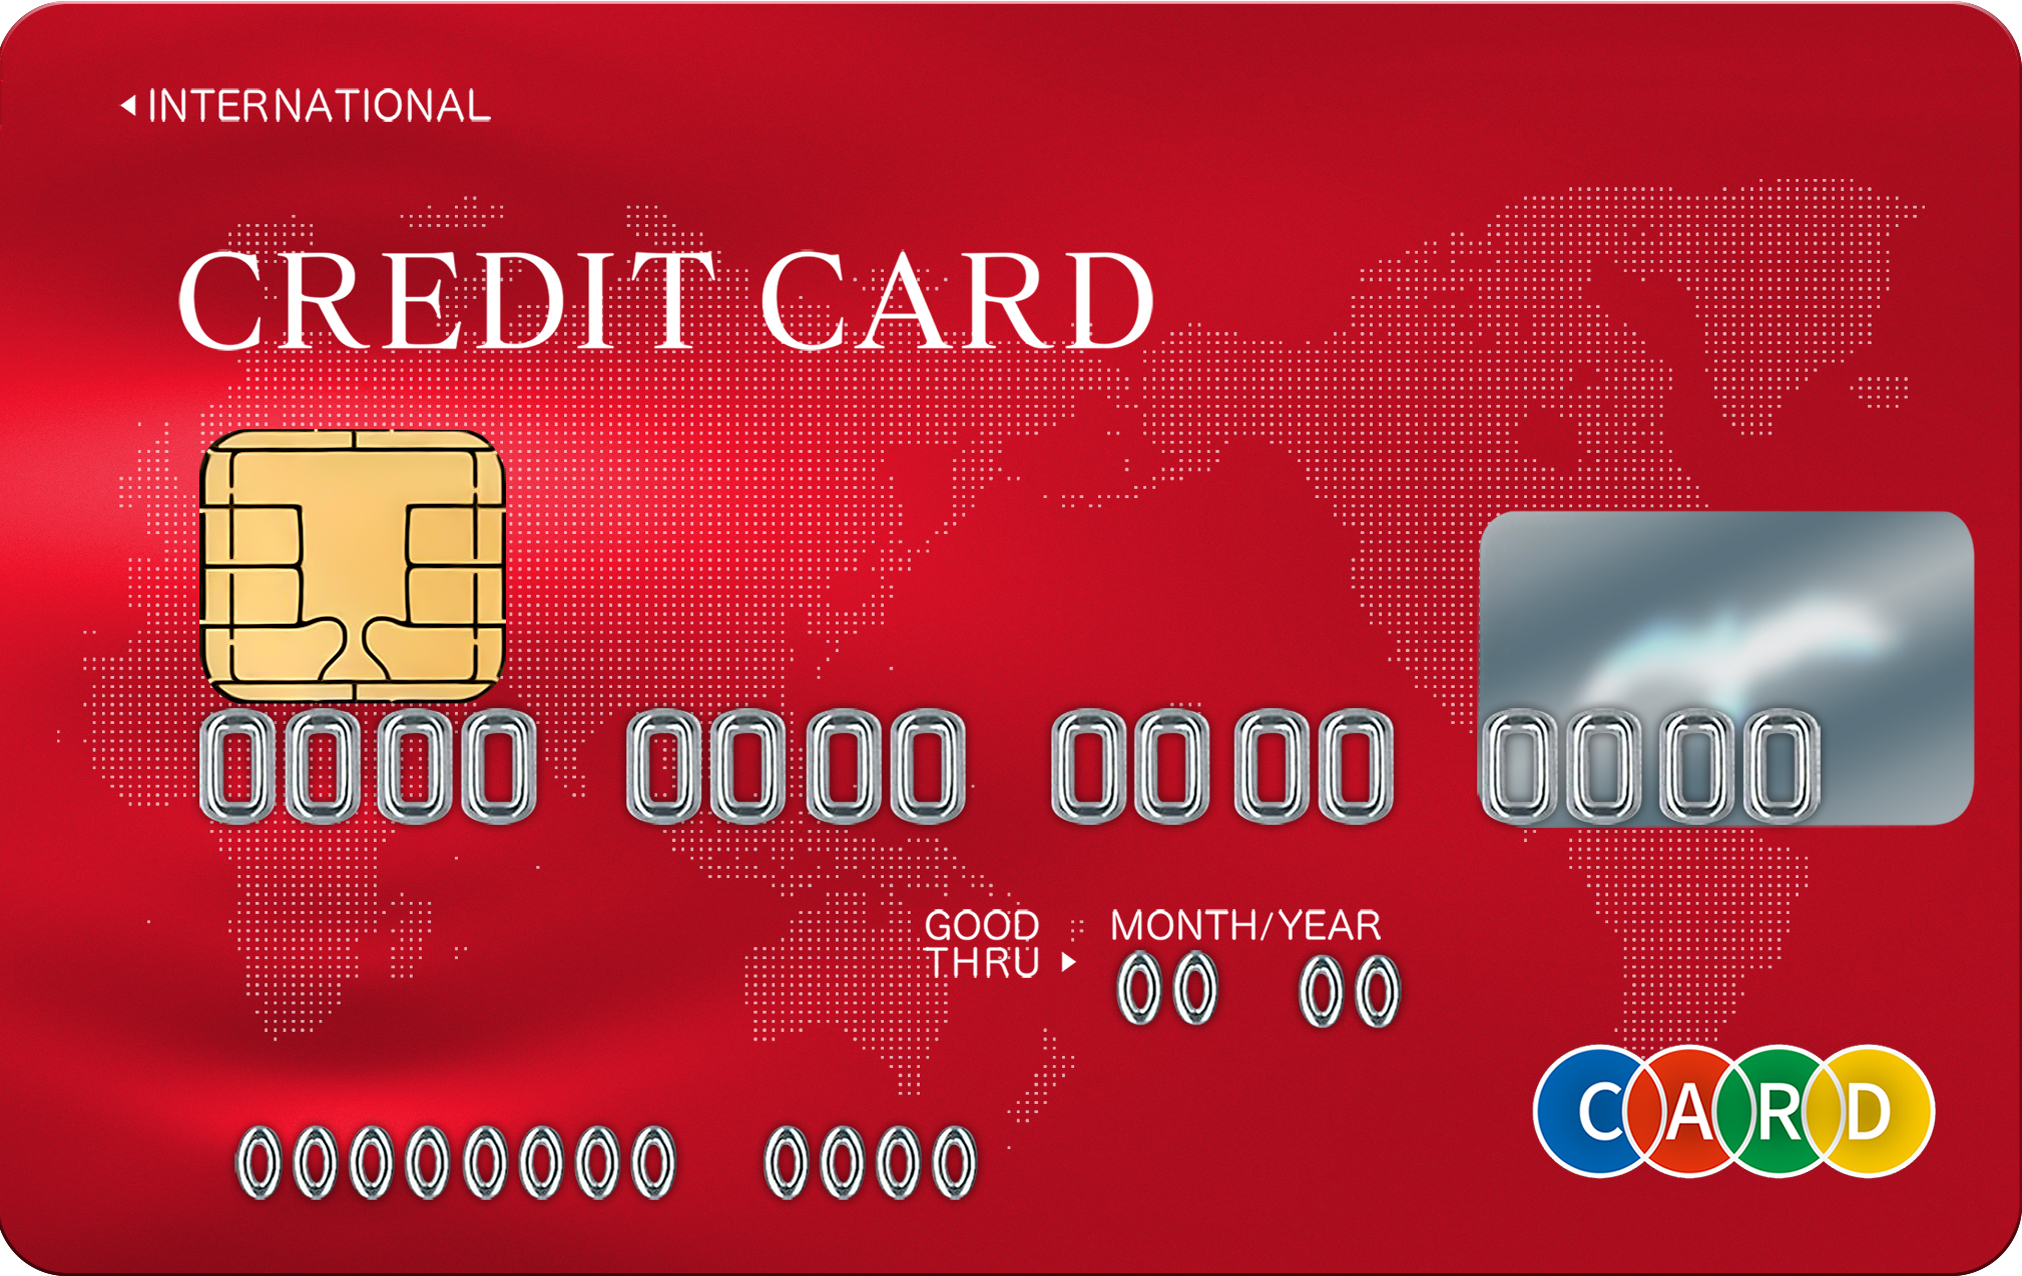 INTERNATIONAL
CREDIT CARD
0000 0000 0000 0000
GOOD THRU MONTH/YEAR
00 00
00000000 0000
CARD